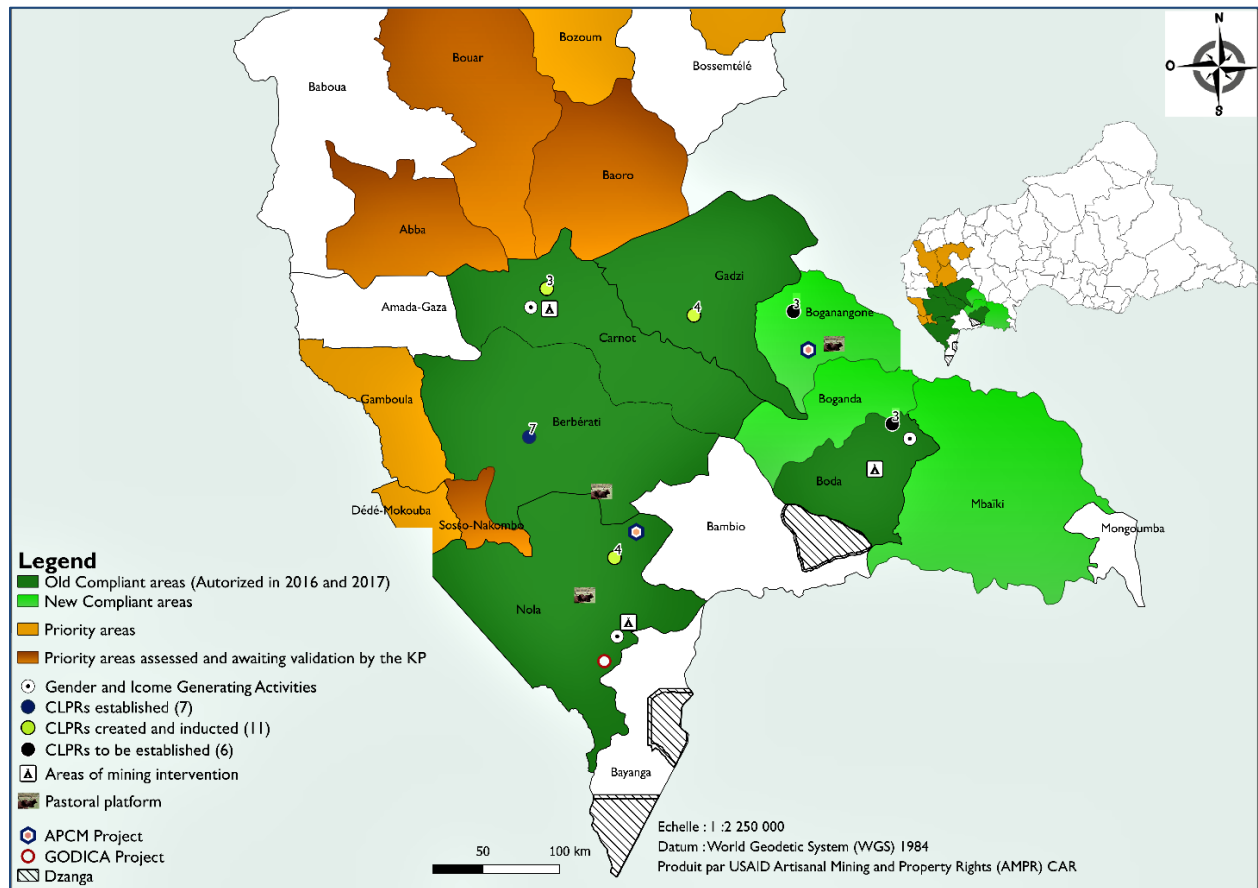 N
O
E
S
Bozoum
Bouar
Bossemtélé
Baboua
Baoro
Abba
Gadzi
Amada-Gaza
3
4
3
Boganangone
Carnot
Gamboula
Boganda
Berbérati
7
3
Boda
Mbaïki
Dédé-Mokouba
Sosso-Nakombo
Bambio
Mongoumba
4
Nola
Bayanga
Legend
Old Compliant areas (Autorized in 2016 and 2017)
New Compliant areas
Priority areas
Priority areas assessed and awaiting validation by the KP
Gender and Icome Generating Activities
CLPRs established (7)
CLPRs created and inducted (11)
CLPRs to be established (6)
Areas of mining intervention
Pastoral platform
APCM Project
GODICA Project
Dzanga
50 100 km
Echelle : 1 :2 250 000
Datum : World Geodetic System (WGS) 1984
Produit par USAID Artisanal Mining and Property Rights (AMPR) CAR